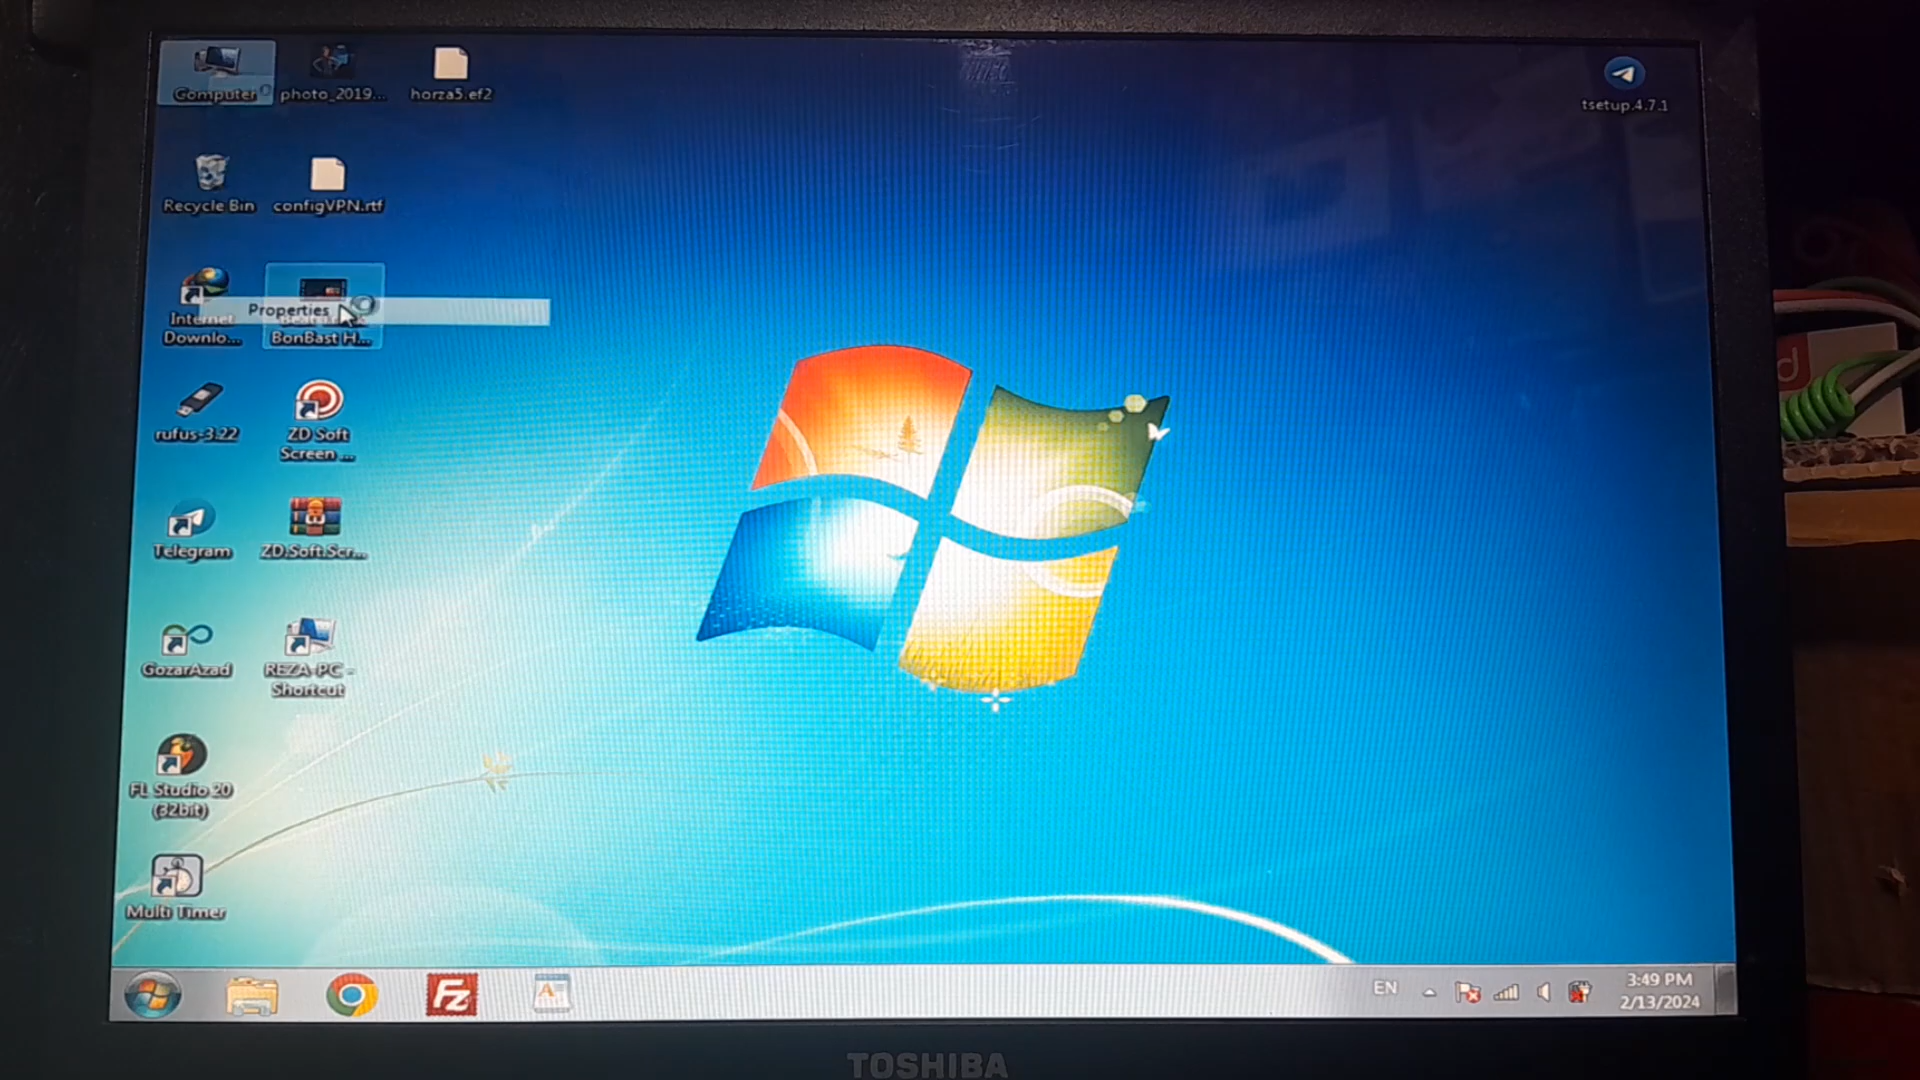 Computer
photo_2019...
horza5.ef2
tsetup.4.7.1
Recycle Bin
configVPN.rtf
Properties
Internet
Downlo...
BonBast H...
rufus-3.22
ZD Soft
Screen ...
Telegram
ZD.Soft.Scr...
GozarAzad
REZA-PC -
Shortcut
FL Studio 20
(32bit)
Multi Timer
Fz
A
EN
3:49 PM
2/13/2024
TOSHIBA